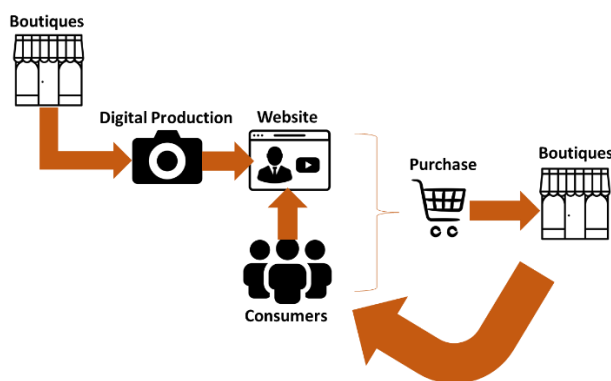 Boutiques
Digital Production
Website
Purchase
Boutiques
Consumers